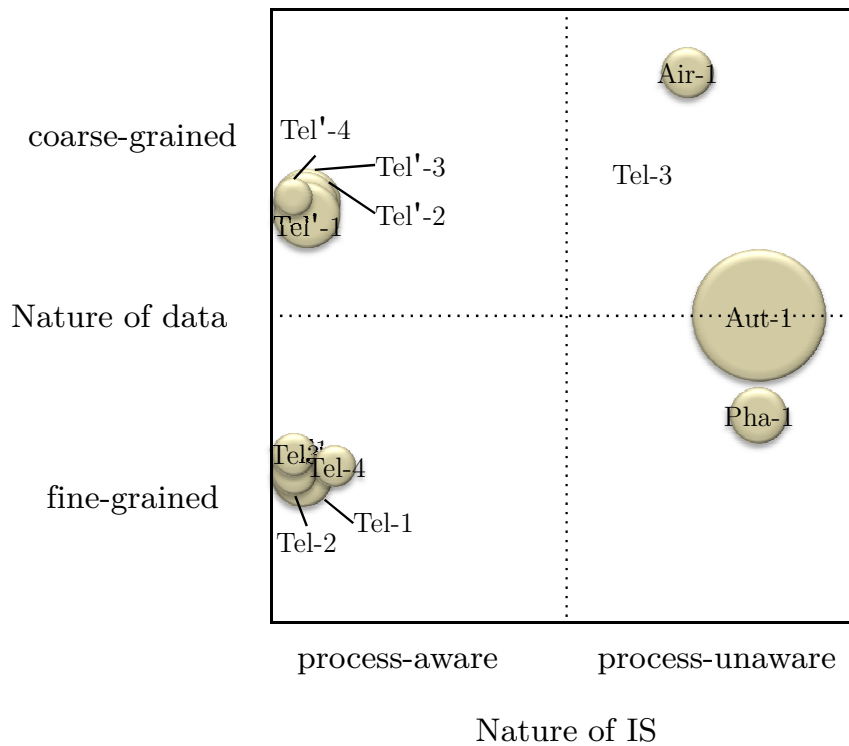 Air-1
Tel'-4
coarse-grained
Tel'-3
Tel-3
Tel'-2
Tel'-1
Nature of data
Aut-1
Pha-1
Tel-4
fine-grained
Tel-1
Tel-2
process-aware
process-unaware
Nature of IS